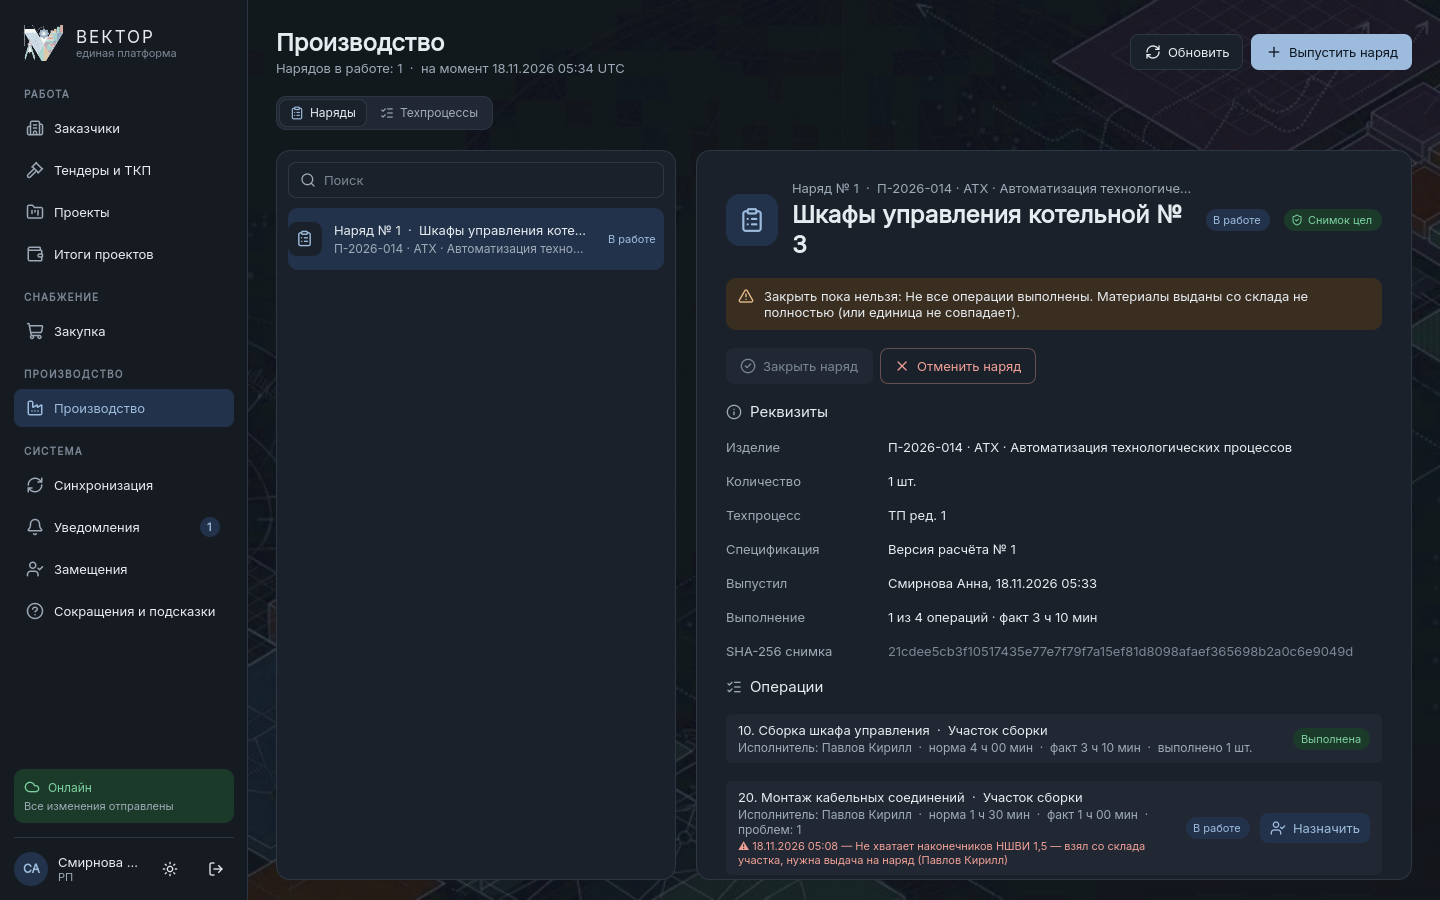 ВЕКТОР
единая платформа
РАБОТА
Заказчики
Тендеры и ТКП
Проекты
Итоги проектов
СНАБЖЕНИЕ
Закупка
ПРОИЗВОДСТВО
Производство
СИСТЕМА
Синхронизация
Уведомления 1
Замещения
Сокращения и подсказки
Онлайн
Все изменения отправлены
СА
Смирнова ...
РП
Производство
Нарядов в работе: 1 · на момент 18.11.2026 05:34 UTC
Обновить
Выпустить наряд
Наряды
Техпроцессы
Поиск
Наряд № 1 · Шкафы управления коте...
П-2026-014 · АТХ · Автоматизация техно...
В работе
Наряд № 1 · П-2026-014 · АТХ · Автоматизация технологиче...
Шкафы управления котельной №
3
В работе
Снимок цел
Закрыть пока нельзя: Не все операции выполнены. Материалы выданы со склада не
полностью (или единица не совпадает).
Закрыть наряд
Отменить наряд
Реквизиты
Изделие П-2026-014 · АТХ · Автоматизация технологических процессов
Количество 1 шт.
Техпроцесс ТП ред. 1
Спецификация Версия расчёта № 1
Выпустил Смирнова Анна, 18.11.2026 05:33
Выполнение 1 из 4 операций · факт 3 ч 10 мин
SHA-256 снимка 21cdee5cb3f10517435e77e7f79f7a15ef81d8098afaef365698b2a0c6e9049d
Операции
10. Сборка шкафа управления · Участок сборки
Исполнитель: Павлов Кирилл · норма 4 ч 00 мин · факт 3 ч 10 мин · выполнено 1 шт.
Выполнена
20. Монтаж кабельных соединений · Участок сборки
Исполнитель: Павлов Кирилл · норма 1 ч 30 мин · факт 1 ч 00 мин ·
проблем: 1
⚠ 18.11.2026 05:08 — Не хватает наконечников НШВИ 1,5 — взял со склада
участка, нужна выдача на наряд (Павлов Кирилл)
В работе
Назначить